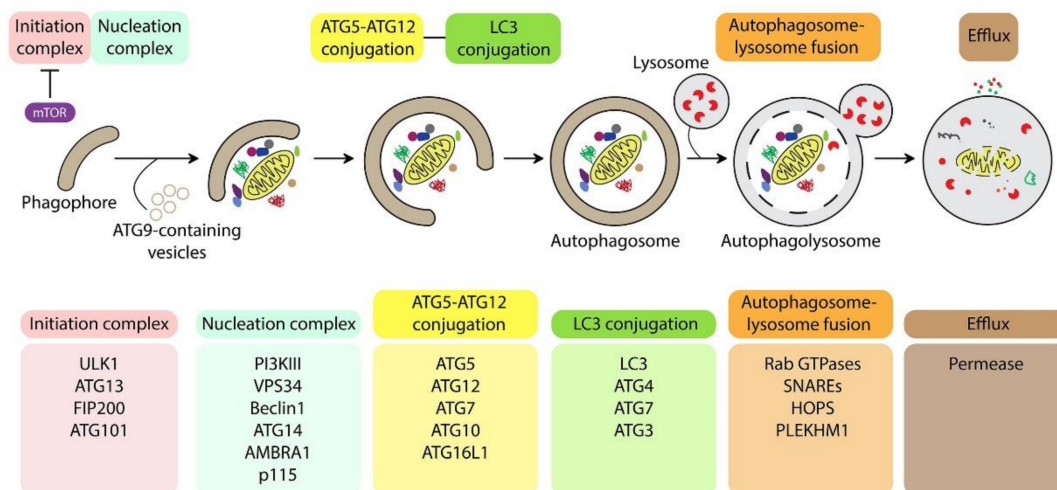 Initiation
complex
Nucleation
complex
ATG5-ATG12
conjugation
LC3
conjugation
Autophagosome-
lysosome fusion
Efflux
mTOR
Lysosome
Phagophore
ATG9-containing
vesicles
Autophagosome
Autophagolysosome
Initiation complex
ULK1
ATG13
FIP200
ATG101
Nucleation complex
PI3KIII
VPS34
Beclin1
ATG14
AMBRA1
p115
ATG5-ATG12
conjugation
ATG5
ATG12
ATG7
ATG10
ATG16L1
LC3 conjugation
LC3
ATG4
ATG7
ATG3
Autophagosome-
lysosome fusion
Rab GTPases
SNAREs
HOPS
PLEKHM1
Efflux
Permease